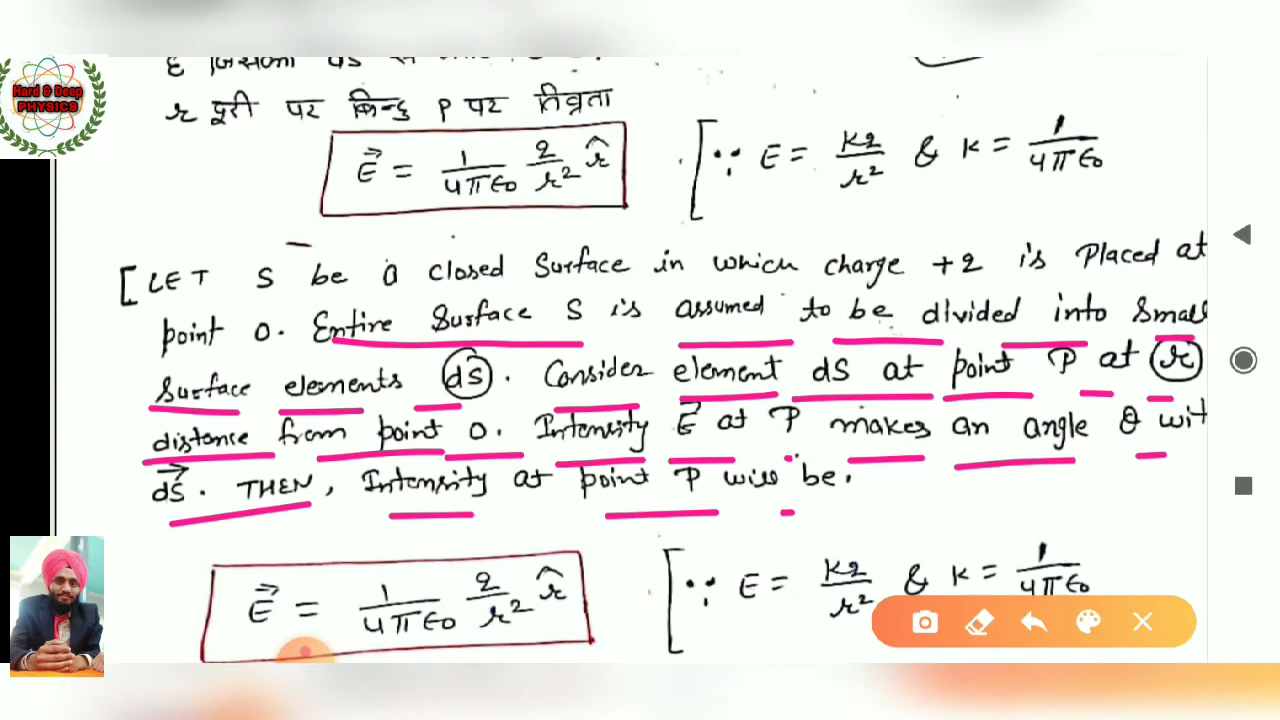 Hard & Deep
PHYSICS
r दूरी पर बिन्दु P पर तिव्रता
E⃗ = 1/4πε₀ q/r² r̂ [∵ E = Kq/r² & K = 1/4πε₀
[LET S be a closed Surface in which charge +q is Placed at
point O. Entire Surface S is assumed to be divided into Small
Surface elements dS. Consider element dS at point P at r
distance from point O. Intensity E⃗ at P makes an angle θ wit
dS⃗. THEN, Intensity at point P will be.
E⃗ = 1/4πε₀ q/r² r̂ [∵ E = Kq/r² & K = 1/4πε₀